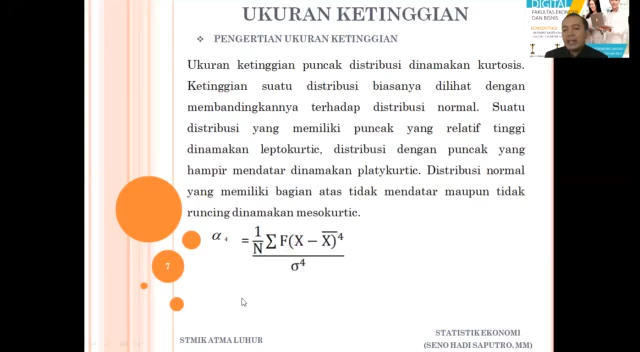 UKURAN KETINGGIAN
DIGITAL
FAKULTAS EKONOMI
DAN BISNIS
❖ PENGERTIAN UKURAN KETINGGIAN
Ukuran ketinggian puncak distribusi dinamakan kurtosis.
Ketinggian suatu distribusi biasanya dilihat dengan
membandingkannya terhadap distribusi normal. Suatu
distribusi yang memiliki puncak yang relatif tinggi
dinamakan leptokurtic, distribusi dengan puncak yang
hampir mendatar dinamakan platykurtic. Distribusi normal
yang memiliki bagian atas tidak mendatar maupun tidak
runcing dinamakan mesokurtic.
α₄ = 1/N ∑ F(X − X̅)⁴
σ⁴
7
STMIK ATMA LUHUR
STATISTIK EKONOMI
(SENO HADI SAPUTRO, MM)